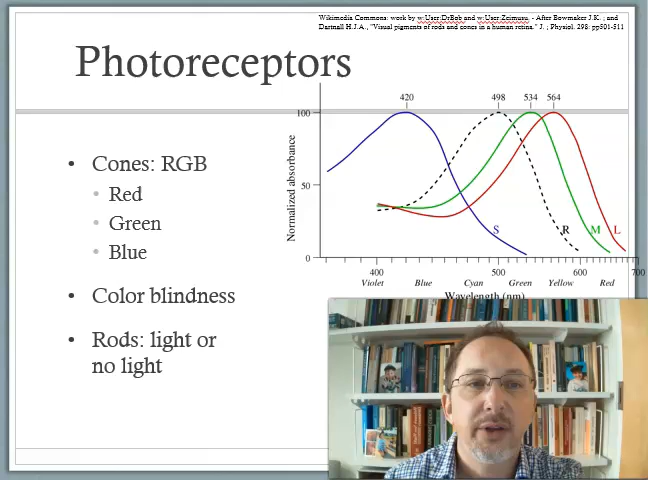 Wikimedia Commons: work by w:User:DrBob and w:User:Zeimusu. - After Bowmaker J.K. ; and
Dartnall H.J.A., "Visual pigments of rods and cones in a human retina." J. ; Physiol. 298: pp501-511
Photoreceptors
420 498 534 564
100
Normalized absorbance
• Cones: RGB
• Red
50
• Green
S R M L
• Blue
0
400 500 600 700
Violet Blue Cyan Green Yellow Red
• Color blindness
Wavelength (nm)
• Rods: light or
no light